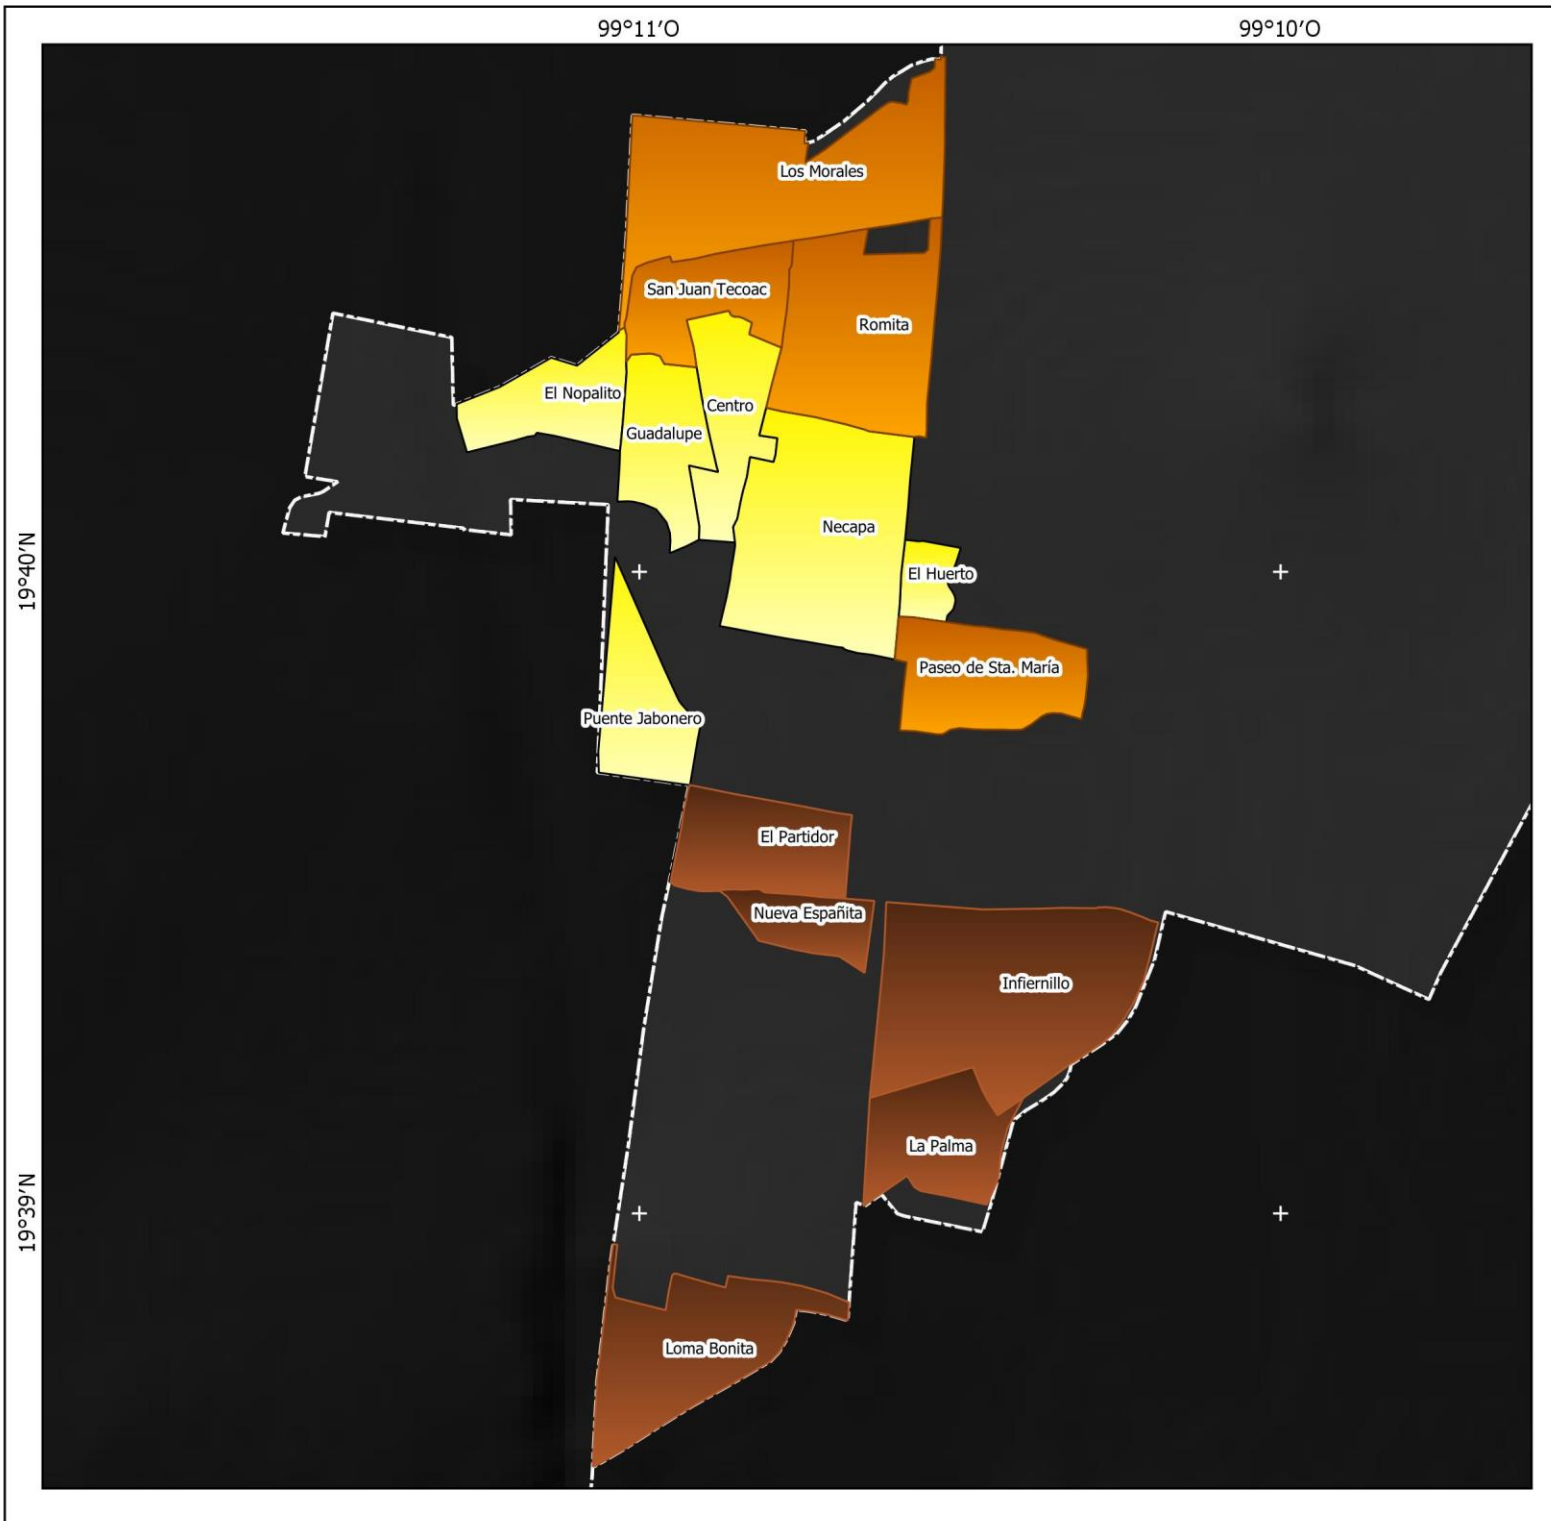 99°11'O
99°10'O
Los Morales
San Juan Tecoac
Romita
El Nopalito
Centro
Guadalupe
Necapa
19°40'N
El Huerto
Paseo de Sta. María
Puente Jabonero
El Partidor
Nueva Españita
Infiernillo
La Palma
19°39'N
Loma Bonita